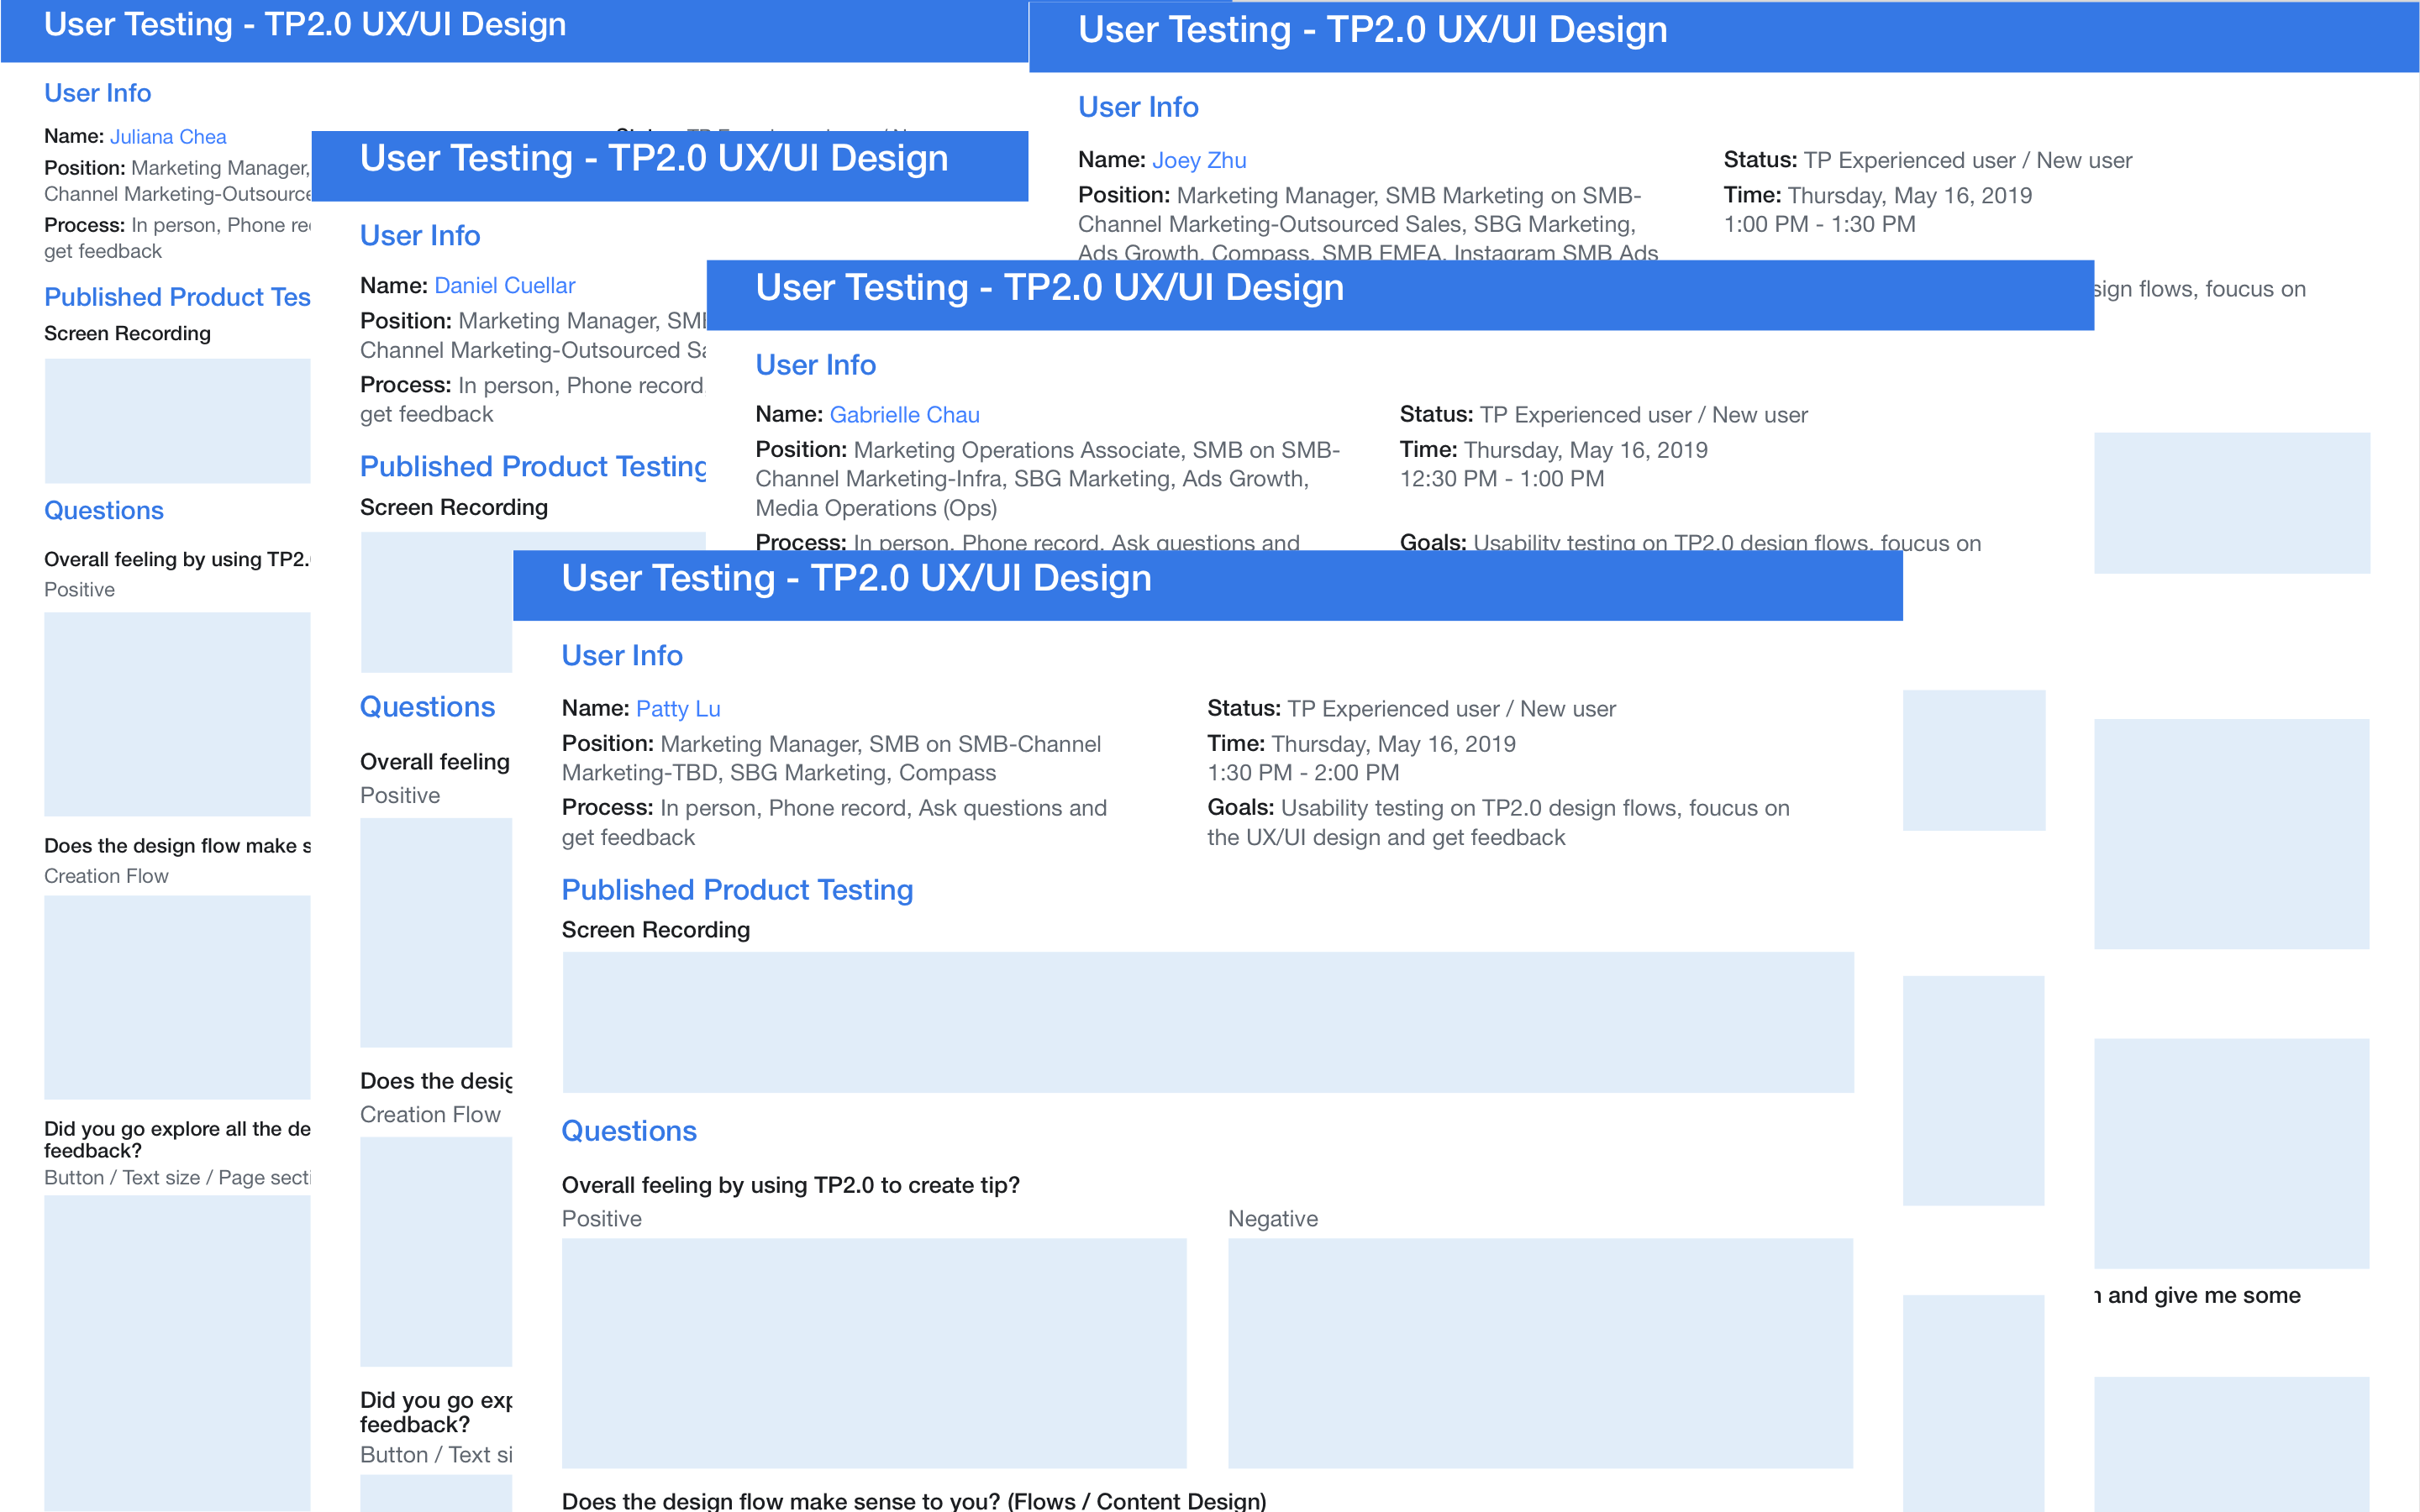 User Testing - TP2.0 UX/UI Design
User Info
Name: Juliana Chea
Position: Marketing Manager,
Channel Marketing-Outsource
Process: In person, Phone
get feedback
Published Product
Screen Recording
Questions
Overall feeling by using TP2.
Positive
Does the design flow make
Creation Flow
Did you go explore all the
feedback?
Button / Text size / Page
User Testing - TP2.0 UX/UI Design
User Info
Name: Daniel Cuellar
Position: Marketing Manager,
Channel Marketing-Outsourced
Process: In person, Phone record
get feedback
Published Product Testing
Screen Recording
Questions
Overall feeling
Positive
Does the
Creation Flow
Did you go
feedback?
Button / Text
User Testing - TP2.0 UX/UI Design
User Info
Name: Joey Zhu
Position: Marketing Manager, SMB Marketing on SMB-
Channel Marketing-Outsourced Sales, SBG Marketing,
Ads Growth, Compass, SMB EMEA, Instagram SMB Ads
Status: TP Experienced user / New user
Time: Thursday, May 16, 2019
1:00 PM - 1:30 PM
sign flows, foucus on
and give me some
User Testing - TP2.0 UX/UI Design
User Info
Name: Gabrielle Chau
Position: Marketing Operations Associate, SMB on SMB-
Channel Marketing-Infra, SBG Marketing, Ads Growth,
Media Operations (Ops)
Process: In person, Phone record, Ask questions and
Status: TP Experienced user / New user
Time: Thursday, May 16, 2019
12:30 PM - 1:00 PM
Goals: Usability testing on TP2.0 design flows, foucus on
User Testing - TP2.0 UX/UI Design
User Info
Name: Patty Lu
Position: Marketing Manager, SMB on SMB-Channel
Marketing-TBD, SBG Marketing, Compass
Process: In person, Phone record, Ask questions and
get feedback
Status: TP Experienced user / New user
Time: Thursday, May 16, 2019
1:30 PM - 2:00 PM
Goals: Usability testing on TP2.0 design flows, foucus on
the UX/UI design and get feedback
Published Product Testing
Screen Recording
Questions
Overall feeling by using TP2.0 to create tip?
Positive
Negative
Does the design flow make sense to you? (Flows / Content Design)